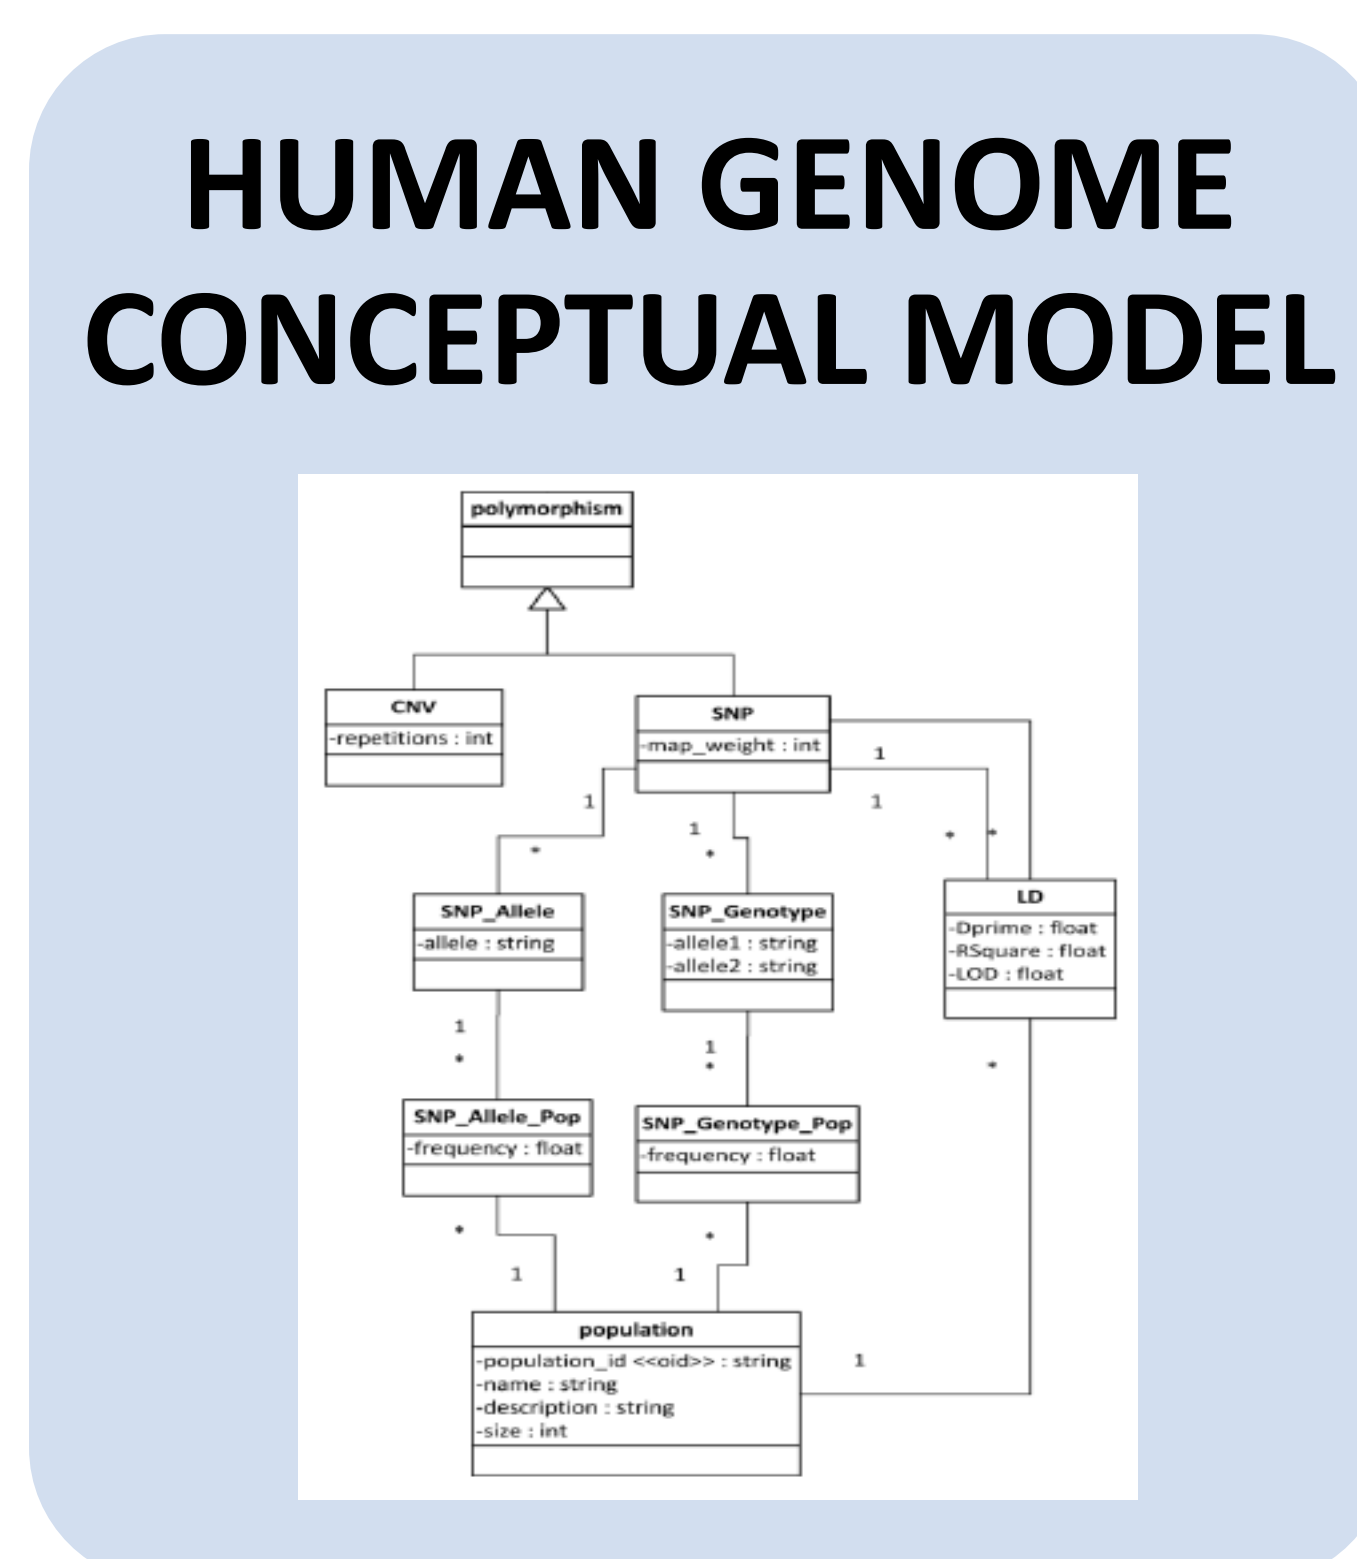 HUMAN GENOME
CONCEPTUAL MODEL
polymorphism
CNV
-repetitions : int
SNP
-map_weight : int
1
1
1
1
*
*
*
*
SNP_Allele
-allele : string
SNP_Genotype
-allele1 : string
-allele2 : string
LD
-Dprime : float
-RSquare : float
-LOD : float
1
*
1
*
*
SNP_Allele_Pop
-frequency : float
SNP_Genotype_Pop
-frequency : float
*
*
1
1
population
-population_id <<oid>> : string
-name : string
-description : string
-size : int
1